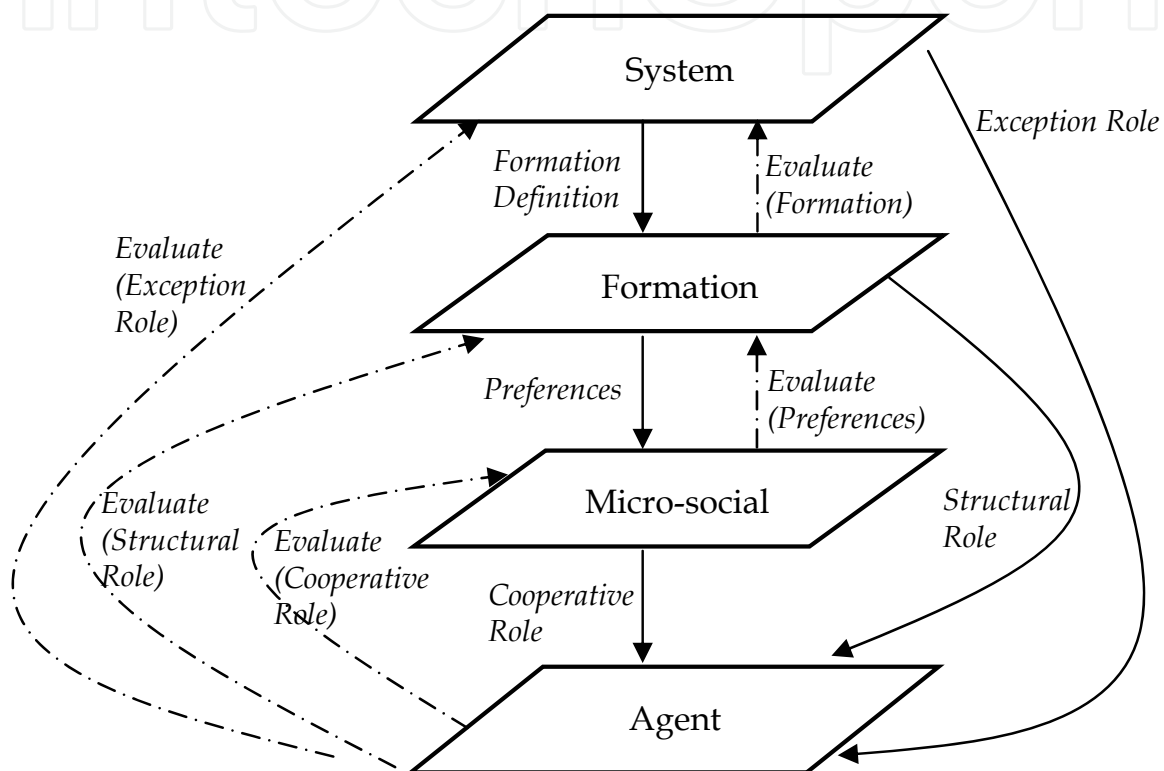 System
Exception Role
Formation
Definition
Evaluate
(Formation)
Evaluate
(Exception
Role)
Formation
Preferences
Evaluate
(Preferences)
Evaluate
(Structural
Role)
Evaluate
(Cooperative
Role)
Micro-social
Structural
Role
Cooperative
Role
Agent